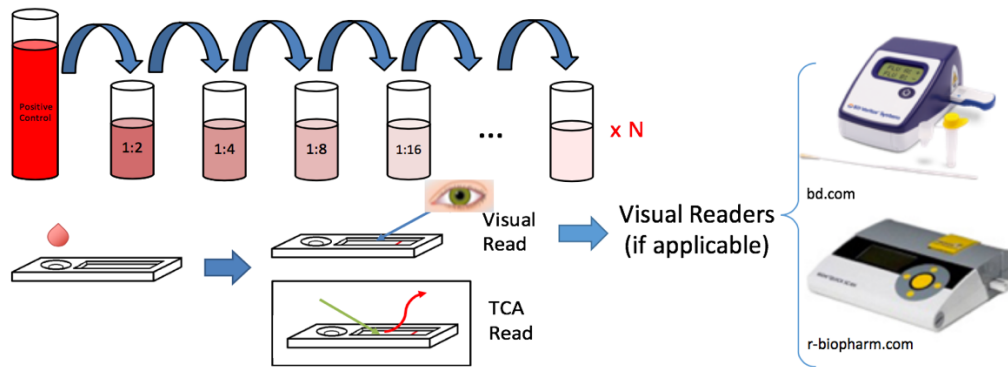 Positive
Control
1:2
1:4
1:8
1:16
...
x N
Visual
Read
TCA
Read
Visual Readers
(if applicable)
bd.com
r-biopharm.com